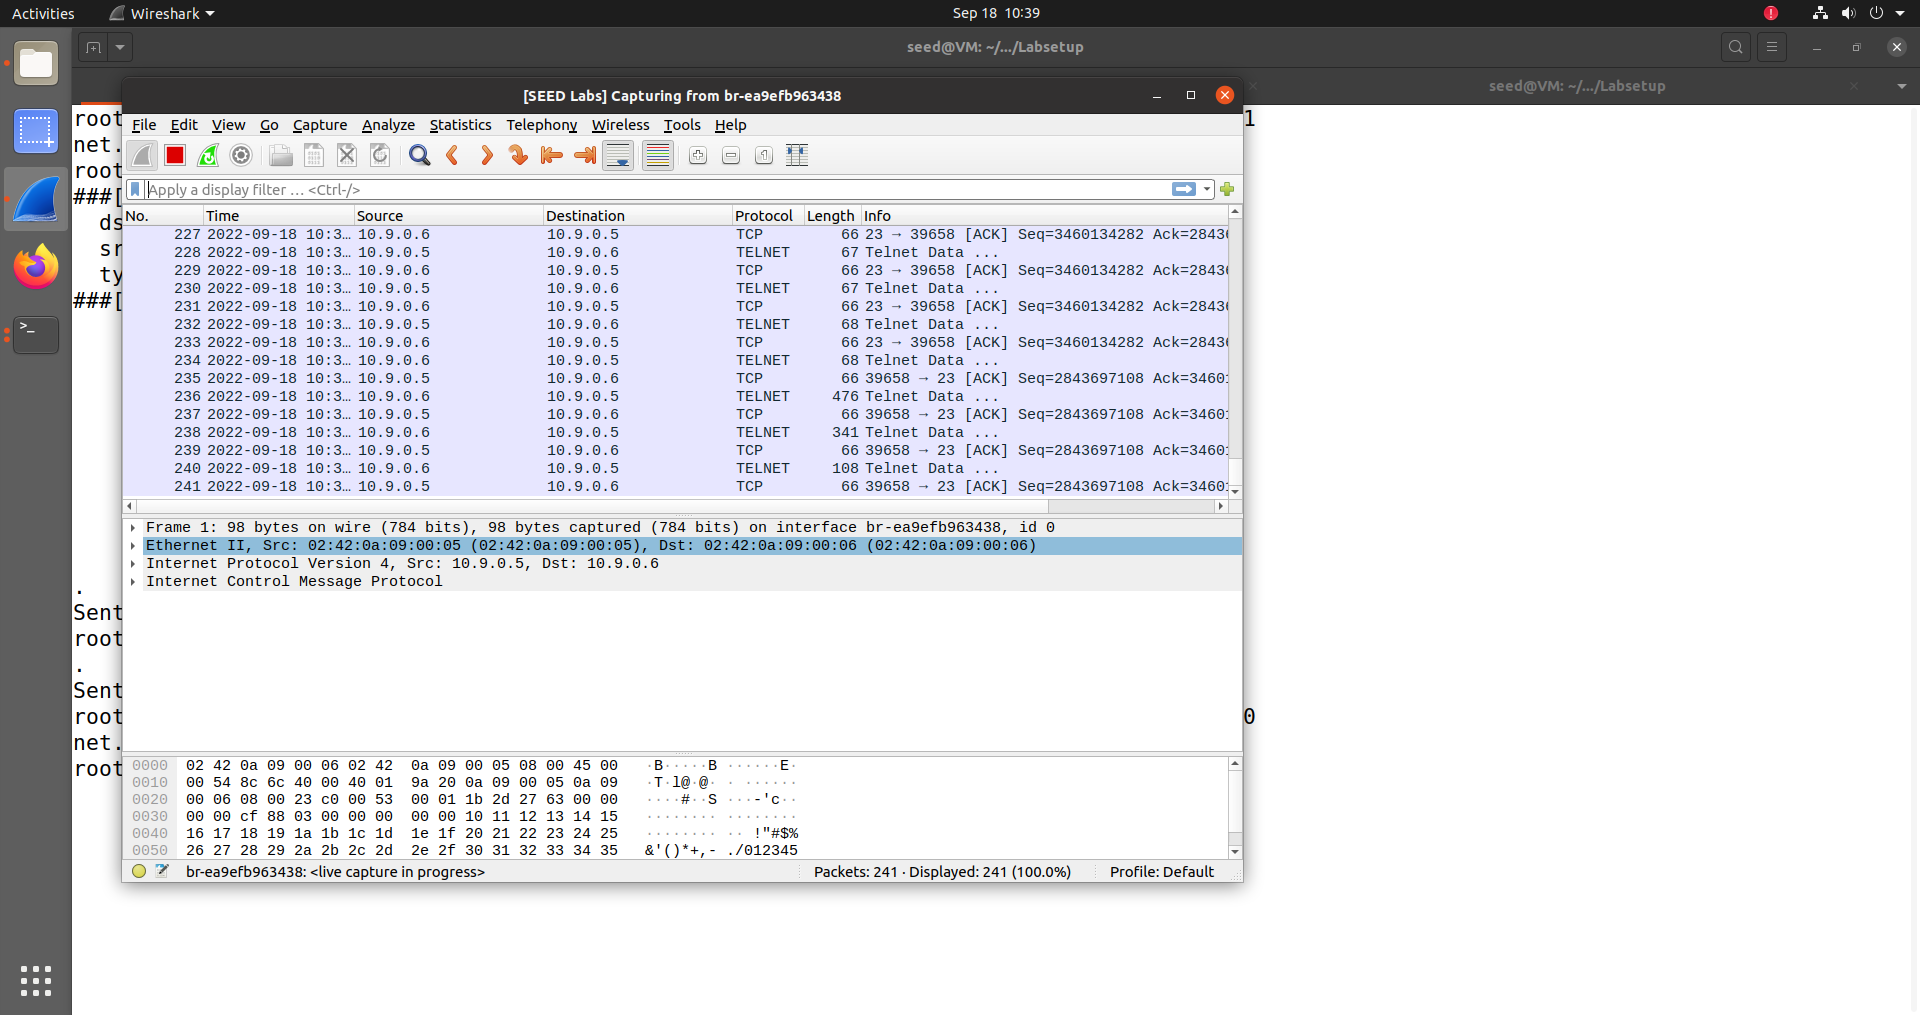 Activities
Wireshark
Sep 18 10:39
seed@VM: ~/.../Labsetup
seed@VM: ~/.../Labsetup
[SEED Labs] Capturing from br-ea9efb963438
File Edit View Go Capture Analyze Statistics Telephony Wireless Tools Help
Apply a display filter ... <Ctrl-/>
No. Time Source Destination Protocol Length Info
227 2022-09-18 10:3… 10.9.0.6 10.9.0.5 TCP 66 23 → 39658 [ACK] Seq=3460134282 Ack=28436
228 2022-09-18 10:3… 10.9.0.5 10.9.0.6 TELNET 67 Telnet Data ...
229 2022-09-18 10:3… 10.9.0.6 10.9.0.5 TCP 66 23 → 39658 [ACK] Seq=3460134282 Ack=28436
230 2022-09-18 10:3… 10.9.0.5 10.9.0.6 TELNET 67 Telnet Data ...
231 2022-09-18 10:3… 10.9.0.6 10.9.0.5 TCP 66 23 → 39658 [ACK] Seq=3460134282 Ack=28436
232 2022-09-18 10:3… 10.9.0.5 10.9.0.6 TELNET 68 Telnet Data ...
233 2022-09-18 10:3… 10.9.0.6 10.9.0.5 TCP 66 23 → 39658 [ACK] Seq=3460134282 Ack=28436
234 2022-09-18 10:3… 10.9.0.6 10.9.0.5 TELNET 68 Telnet Data ...
235 2022-09-18 10:3… 10.9.0.5 10.9.0.6 TCP 66 39658 → 23 [ACK] Seq=2843697108 Ack=3460
236 2022-09-18 10:3… 10.9.0.6 10.9.0.5 TELNET 476 Telnet Data ...
237 2022-09-18 10:3… 10.9.0.5 10.9.0.6 TCP 66 39658 → 23 [ACK] Seq=2843697108 Ack=3460
238 2022-09-18 10:3… 10.9.0.6 10.9.0.5 TELNET 341 Telnet Data ...
239 2022-09-18 10:3… 10.9.0.5 10.9.0.6 TCP 66 39658 → 23 [ACK] Seq=2843697108 Ack=3460
240 2022-09-18 10:3… 10.9.0.6 10.9.0.5 TELNET 108 Telnet Data ...
241 2022-09-18 10:3… 10.9.0.5 10.9.0.6 TCP 66 39658 → 23 [ACK] Seq=2843697108 Ack=3460
Frame 1: 98 bytes on wire (784 bits), 98 bytes captured (784 bits) on interface br-ea9efb963438, id 0
Ethernet II, Src: 02:42:0a:09:00:05 (02:42:0a:09:00:05), Dst: 02:42:0a:09:00:06 (02:42:0a:09:00:06)
Internet Protocol Version 4, Src: 10.9.0.5, Dst: 10.9.0.6
Internet Control Message Protocol
0000 02 42 0a 09 00 06 02 42 0a 09 00 05 08 00 45 00 ·B·····B ······E·
0010 00 54 8c 6c 40 00 40 01 9a 20 0a 09 00 05 0a 09 ·T·l@·@· · ······
0020 00 06 08 00 23 c0 00 53 00 01 1b 2d 27 63 00 00 ····#··S ···-'c··
0030 00 00 cf 88 03 00 00 00 00 00 10 11 12 13 14 15 ········ ········
0040 16 17 18 19 1a 1b 1c 1d 1e 1f 20 21 22 23 24 25 ········ ·· !"#$%
0050 26 27 28 29 2a 2b 2c 2d 2e 2f 30 31 32 33 34 35 &'()*+,- ./012345
br-ea9efb963438: <live capture in progress>
Packets: 241 · Displayed: 241 (100.0%)
Profile: Default
root
1
net.
root
###[
ds
sr
ty
###[
.
Sent
root
.
Sent
root
0
net.
root